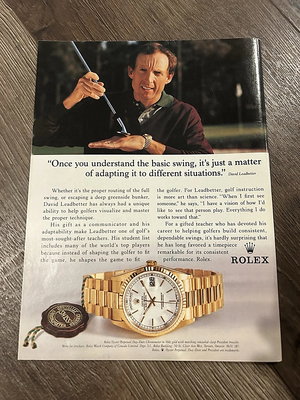 "Once you understand the basic swing, it's just a matter
of adapting it to different situations."
David Leadbetter
Whether it's the proper routing of the full
swing, or escaping a deep greenside bunker,
David Leadbetter has always had a unique
ability to help golfers visualize and master
the proper technique.
His gift as a communicator and his
adaptability make Leadbetter one of golf's
most-sought-after teachers. His student list
includes many of the world's top players
because instead of shaping the golfer to fit
the game, he shapes the game to fit
the golfer. For Leadbetter, golf instruction
is more art than science. "When I first see
someone," he says, "I have a vision of how I'd
like to see that person play. Everything I do
works toward that."
For a gifted teacher who has devoted his
career to helping golfers build consistent,
dependable swings, it's hardly surprising that
he has long favored a timepiece
remarkable for its consistent
performance. Rolex.
ROLEX